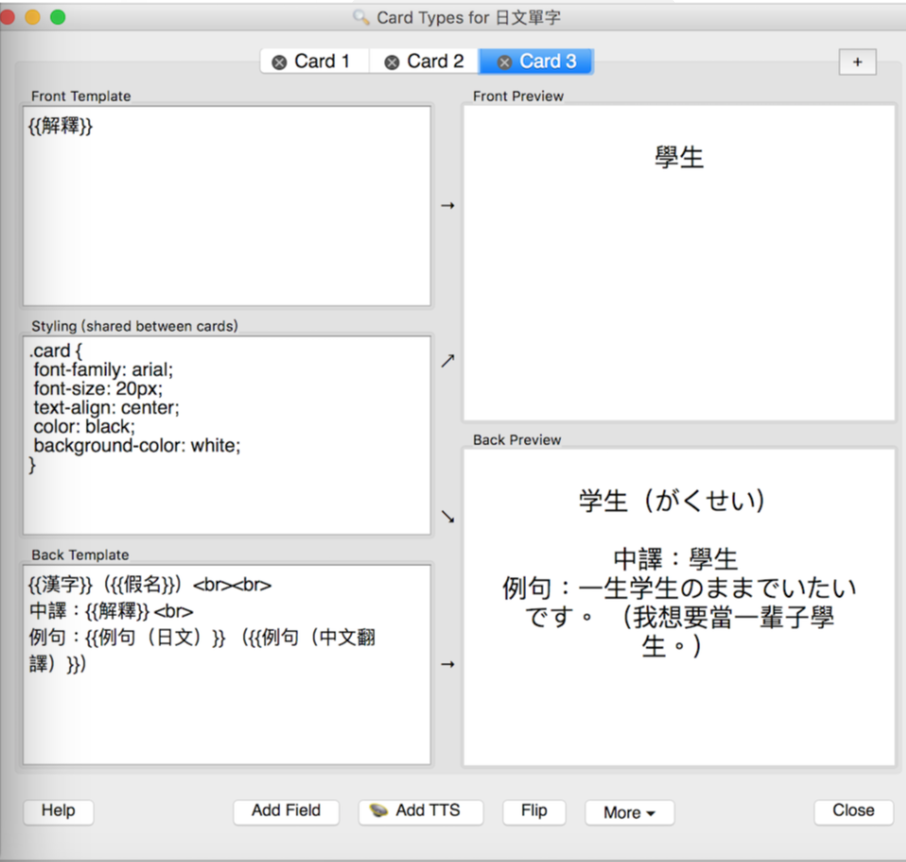 Card Types for 日文單字
Card 1
Card 2
Card 3
+
Front Template
{{解釋}}
Front Preview
學生
→
Styling (shared between cards)
.card {
font-family: arial;
font-size: 20px;
text-align: center;
color: black;
background-color: white;
}
↗
↘
Back Template
{{漢字}}（{{假名}}）<br><br>
中譯：{{解釋}}<br>
例句：{{例句（日文）}} （{{例句（中文翻
譯）}}）
→
Back Preview
学生（がくせい）
中譯：學生
例句：一生学生のままでいたい
です。 （我想要當一輩子學
生。）
Help
Add Field
Add TTS
Flip
More
Close